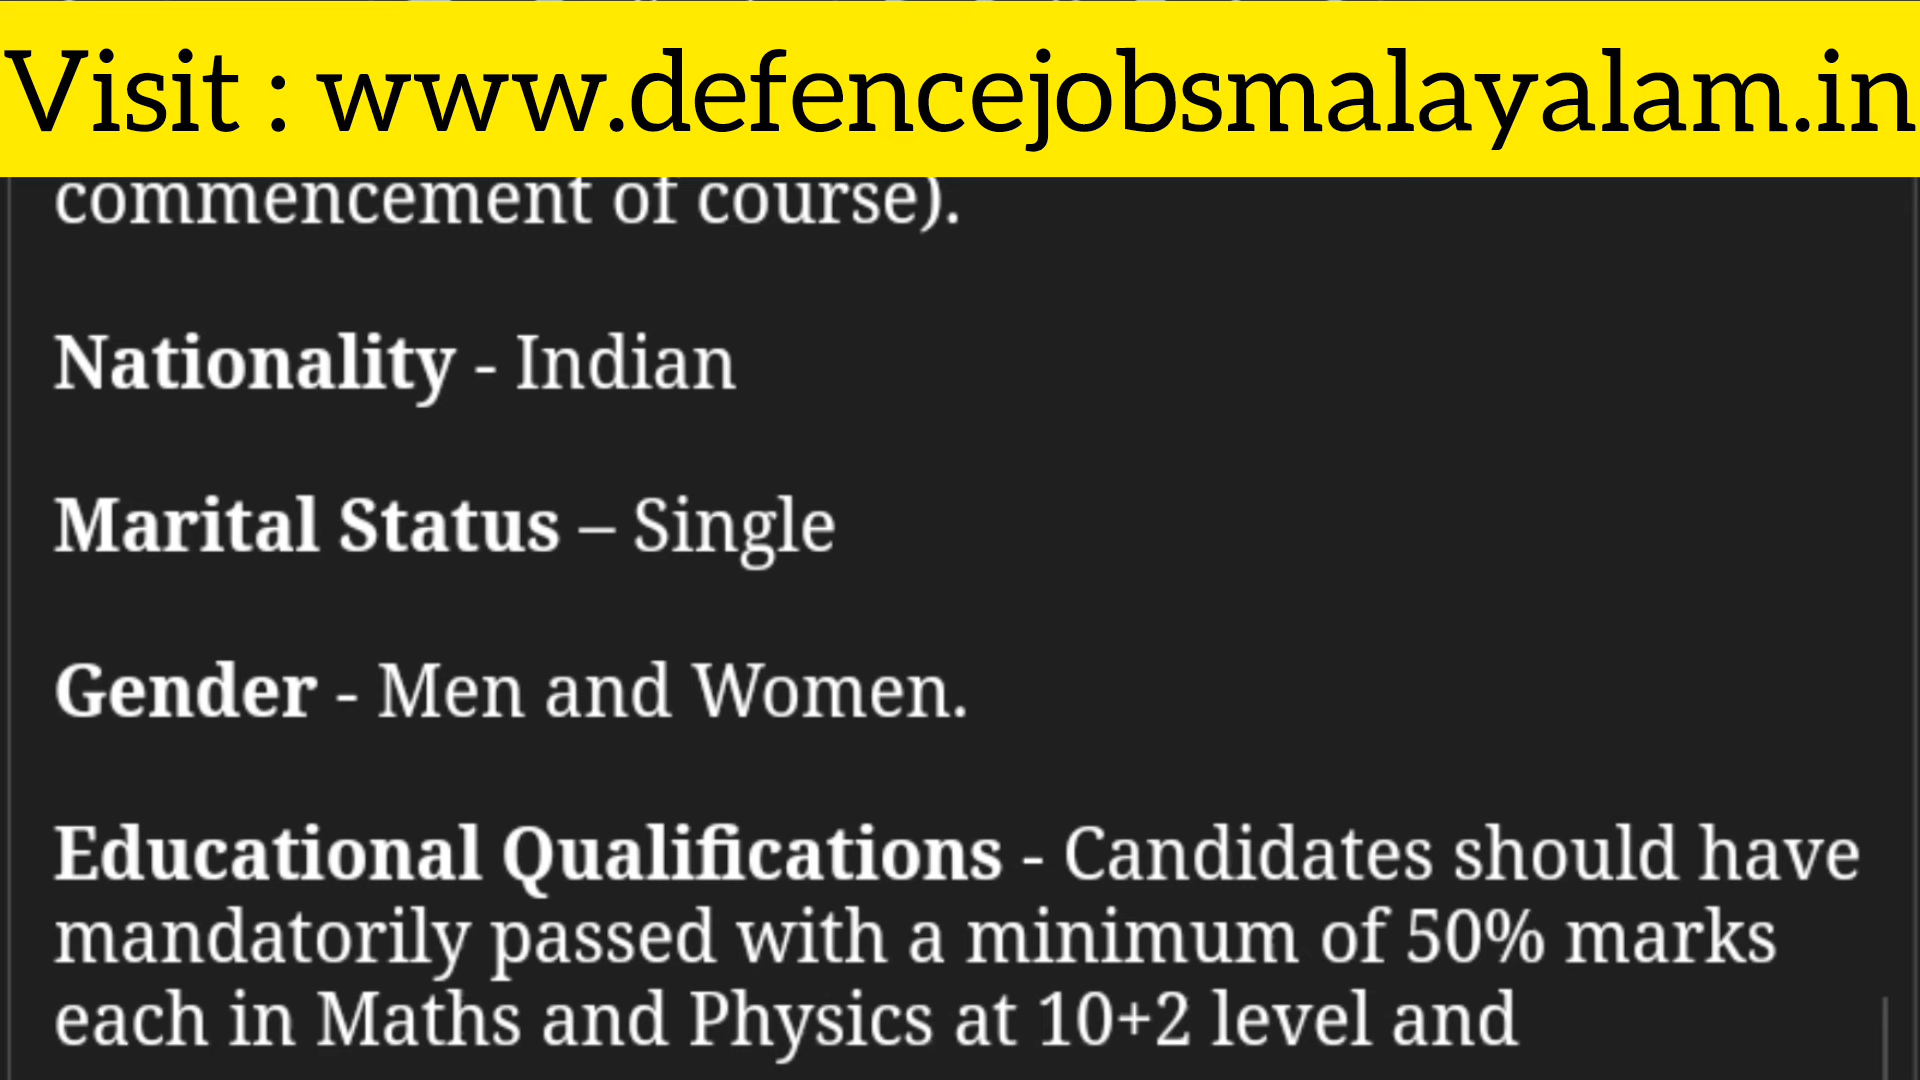 Visit : www.defencejobsmalayalam.in
commencement of course).
Nationality - Indian
Marital Status – Single
Gender - Men and Women.
Educational Qualifications - Candidates should have
mandatorily passed with a minimum of 50% marks
each in Maths and Physics at 10+2 level and